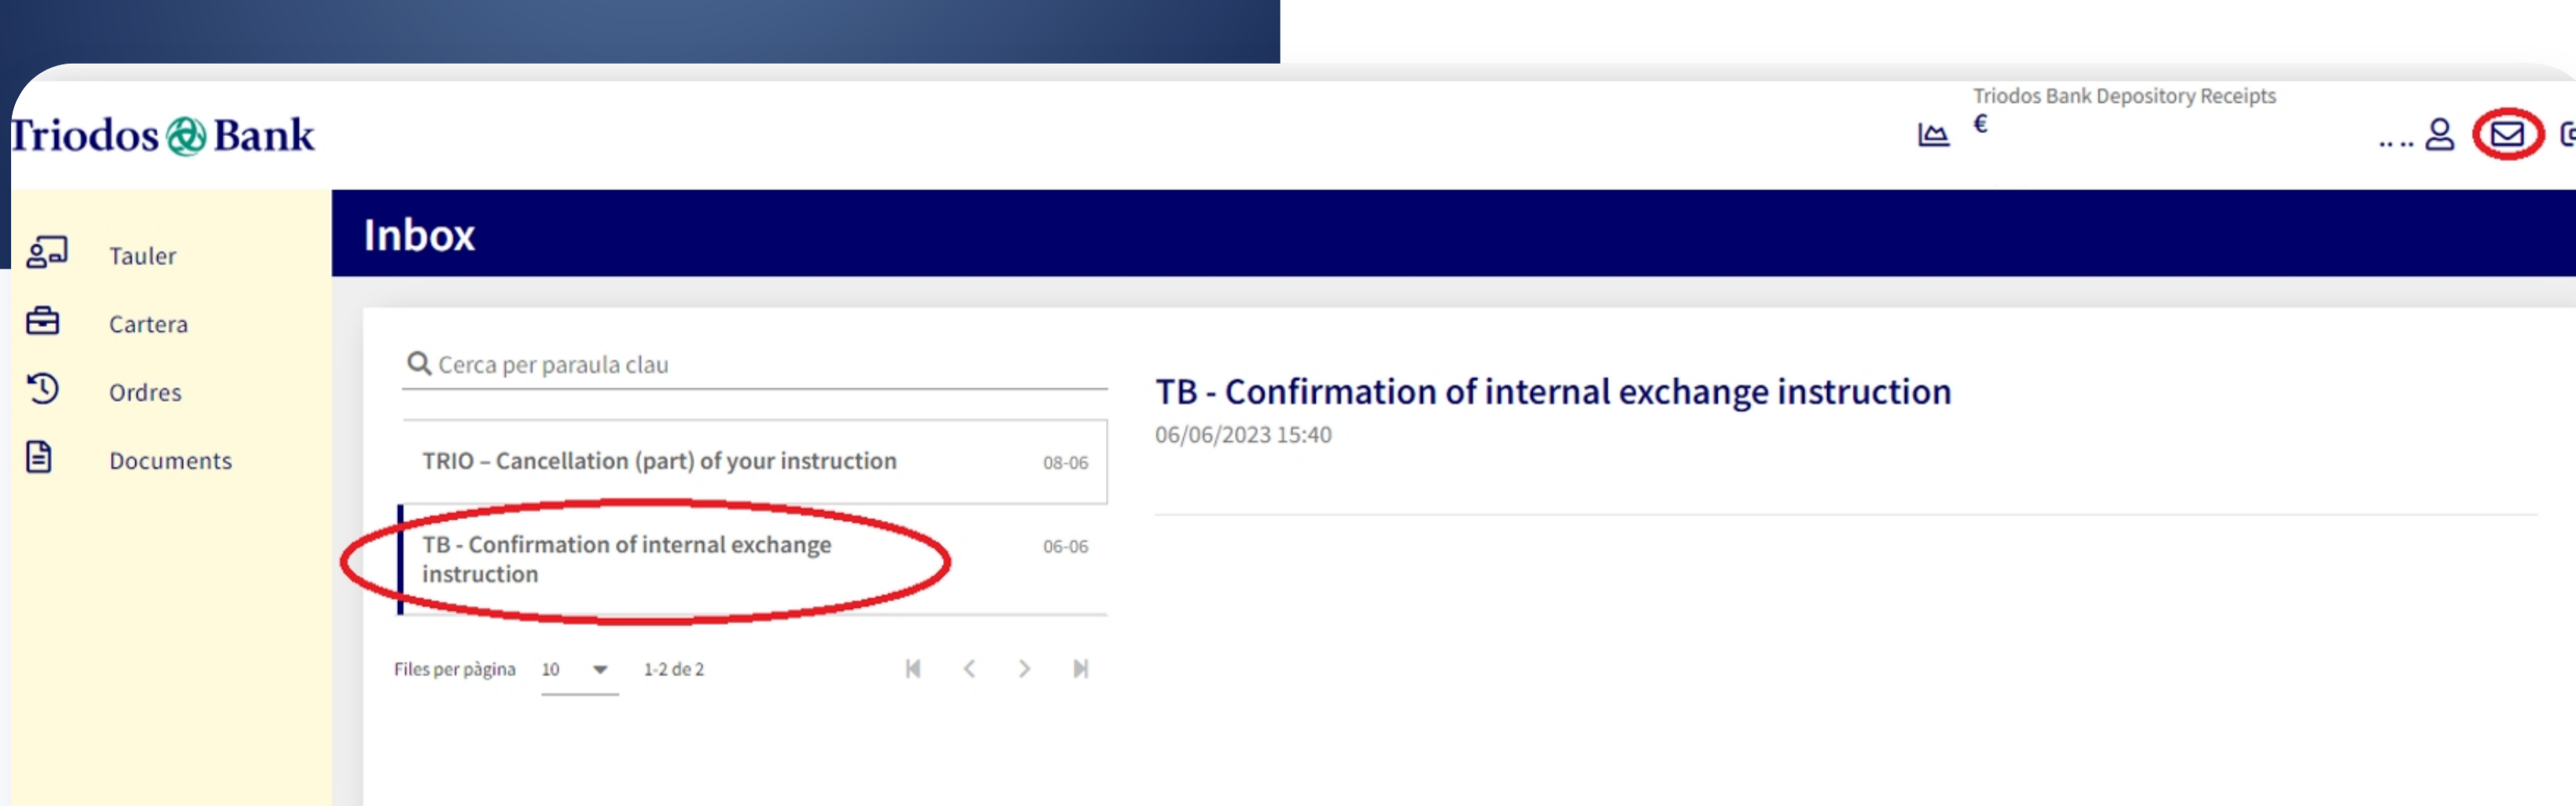 Triodos Bank
Triodos Bank Depository Receipts
€
.. ..
Inbox
Tauler
Cartera
Ordres
Documents
Cerca per paraula clau
TRIO – Cancellation (part) of your instruction 08-06
TB - Confirmation of internal exchange 06-06
instruction
Files per pàgina 10 1-2 de 2
TB - Confirmation of internal exchange instruction
06/06/2023 15:40